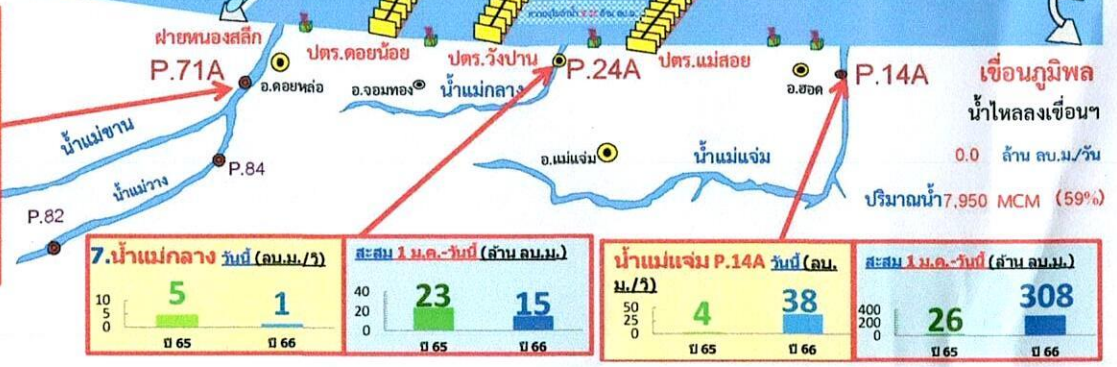 ฝายหนองสลีก
ปตร.ดอยน้อย
ปตร.วังปาน
ปตร.แม่สอย
P.71A
P.24A
P.14A
อ.ดอยหล่อ
อ.จอมทอง
น้ำแม่กลาง
อ.ฮอด
เขื่อนภูมิพล
น้ำไหลลงเขื่อนฯ
0.0 ล้าน ลบ.ม./วัน
ปริมาณน้ำ7,950 MCM (59%)
น้ำแม่ขาน
น้ำแม่วาง
P.84
P.82
อ.แม่แจ่ม
น้ำแม่แจ่ม
7.น้ำแม่กลาง วันนี้ (ลบ.ม./วิ)
10
5
0
5
1
ปี 65
ปี 66
สะสม 1 ม.ค.-วันนี้ (ล้าน ลบ.ม.)
40
20
0
23
15
ปี 65
ปี 66
น้ำแม่แจ่ม P.14A วันนี้ (ลบ.
ม./วิ)
50
25
0
4
38
ปี 65
ปี 66
สะสม 1 ม.ค.-วันนี้ (ล้าน ลบ.ม.)
400
200
0
26
308
ปี 65
ปี 66